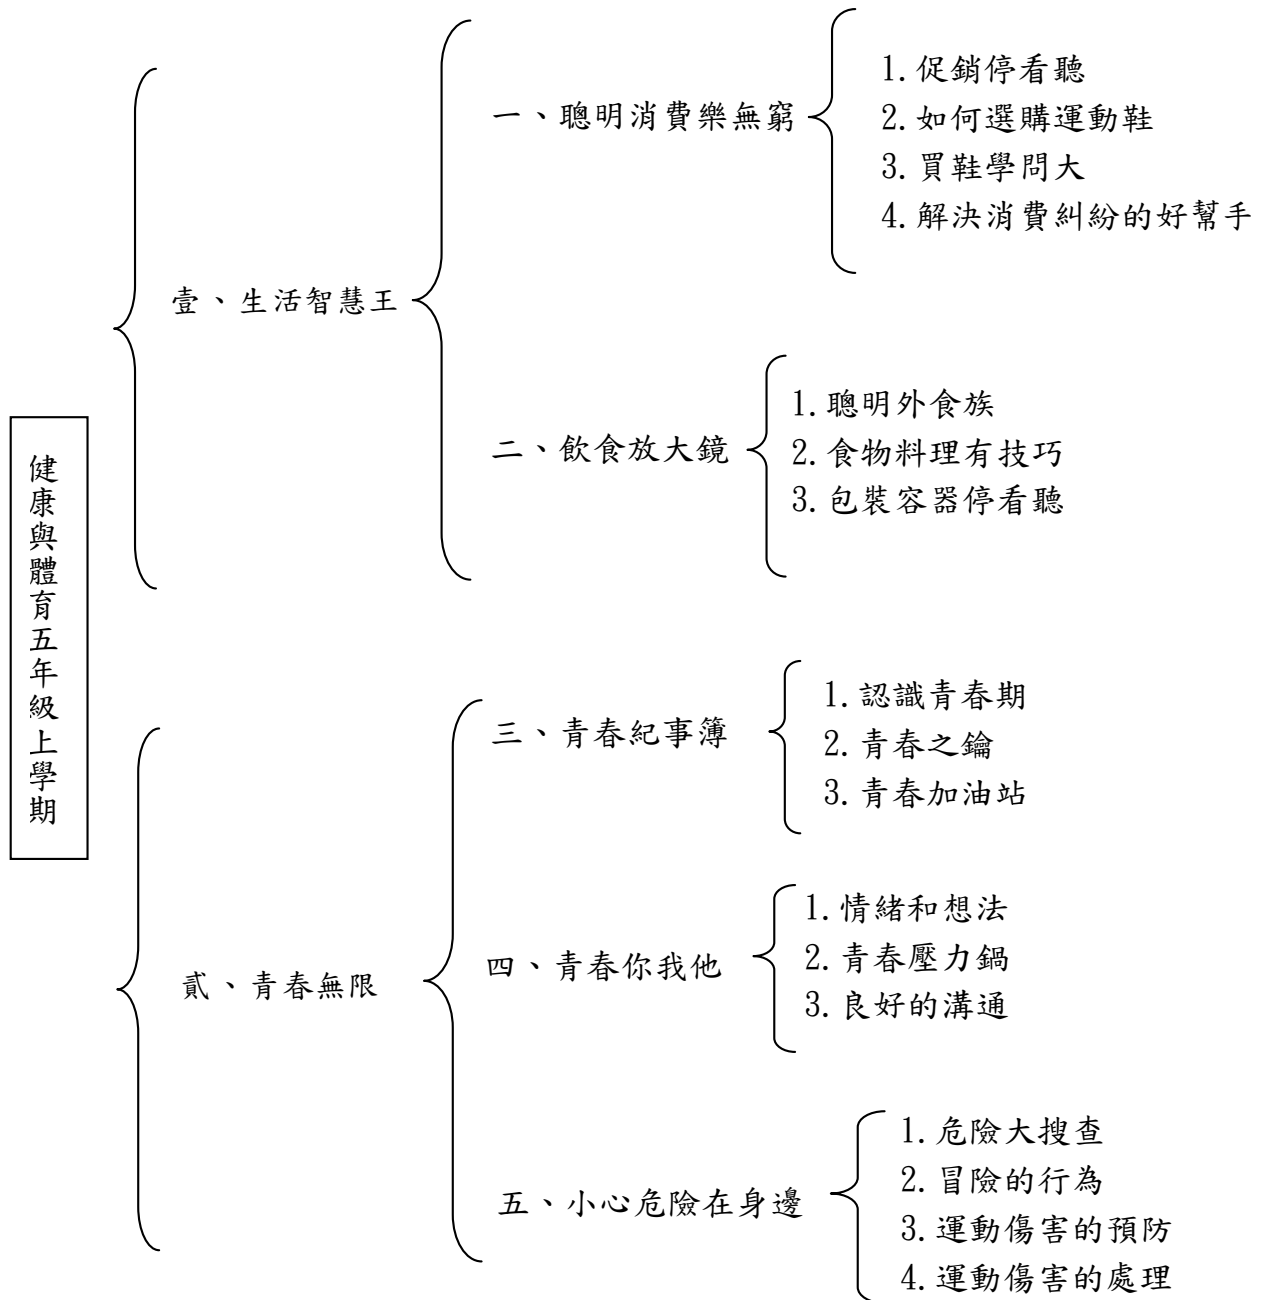 健康與體育五年級上學期
壹、生活智慧王
一、聰明消費樂無窮
1.促銷停看聽
2.如何選購運動鞋
3.買鞋學問大
4.解決消費糾紛的好幫手
二、飲食放大鏡
1.聰明外食族
2.食物料理有技巧
3.包裝容器停看聽
貳、青春無限
三、青春紀事簿
1.認識青春期
2.青春之鑰
3.青春加油站
四、青春你我他
1.情緒和想法
2.青春壓力鍋
3.良好的溝通
五、小心危險在身邊
1.危險大搜查
2.冒險的行為
3.運動傷害的預防
4.運動傷害的處理